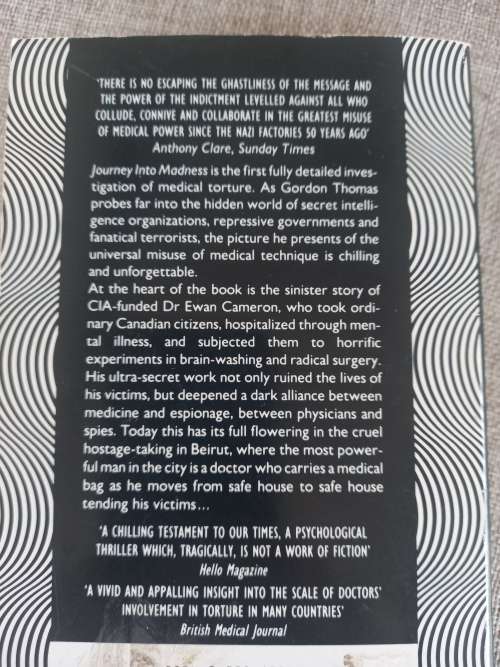 'THERE IS NO ESCAPING THE GHASTLINESS OF THE MESSAGE AND
THE POWER OF THE INDICTMENT LEVELLED AGAINST ALL WHO
COLLUDE, CONNIVE AND COLLABORATE IN THE GREATEST MISUSE
OF MEDICAL POWER SINCE THE NAZI FACTORIES 50 YEARS AGO'
Anthony Clare, Sunday Times
Journey Into Madness is the first fully detailed inves-
tigation of medical torture. As Gordon Thomas
probes far into the hidden world of secret intelli-
gence organizations, repressive governments and
fanatical terrorists, the picture he presents of the
universal misuse of medical technique is chilling
and unforgettable.
At the heart of the book is the sinister story of
CIA-funded Dr Ewan Cameron, who took ordi-
nary Canadian citizens, hospitalized through men-
tal illness, and subjected them to horrific
experiments in brain-washing and radical surgery.
His ultra-secret work not only ruined the lives of
his victims, but deepened a dark alliance between
medicine and espionage, between physicians and
spies. Today this has its full flowering in the cruel
hostage-taking in Beirut, where the most power-
ful man in the city is a doctor who carries a medical
bag as he moves from safe house to safe house
tending his victims...
'A CHILLING TESTAMENT TO OUR TIMES, A PSYCHOLOGICAL
THRILLER WHICH, TRAGICALLY, IS NOT A WORK OF FICTION'
Hello Magazine
'A VIVID AND APPALLING INSIGHT INTO THE SCALE OF DOCTORS'
INVOLVEMENT IN TORTURE IN MANY COUNTRIES'
British Medical Journal